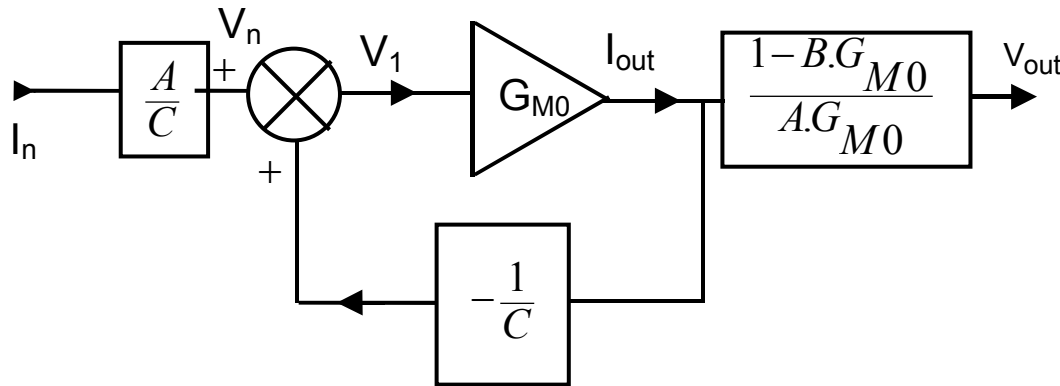 I_n
A
C
V_n
+
+
V_1
G_M0
I_out
1−B.G_M0
A.G_M0
V_out
−1
C